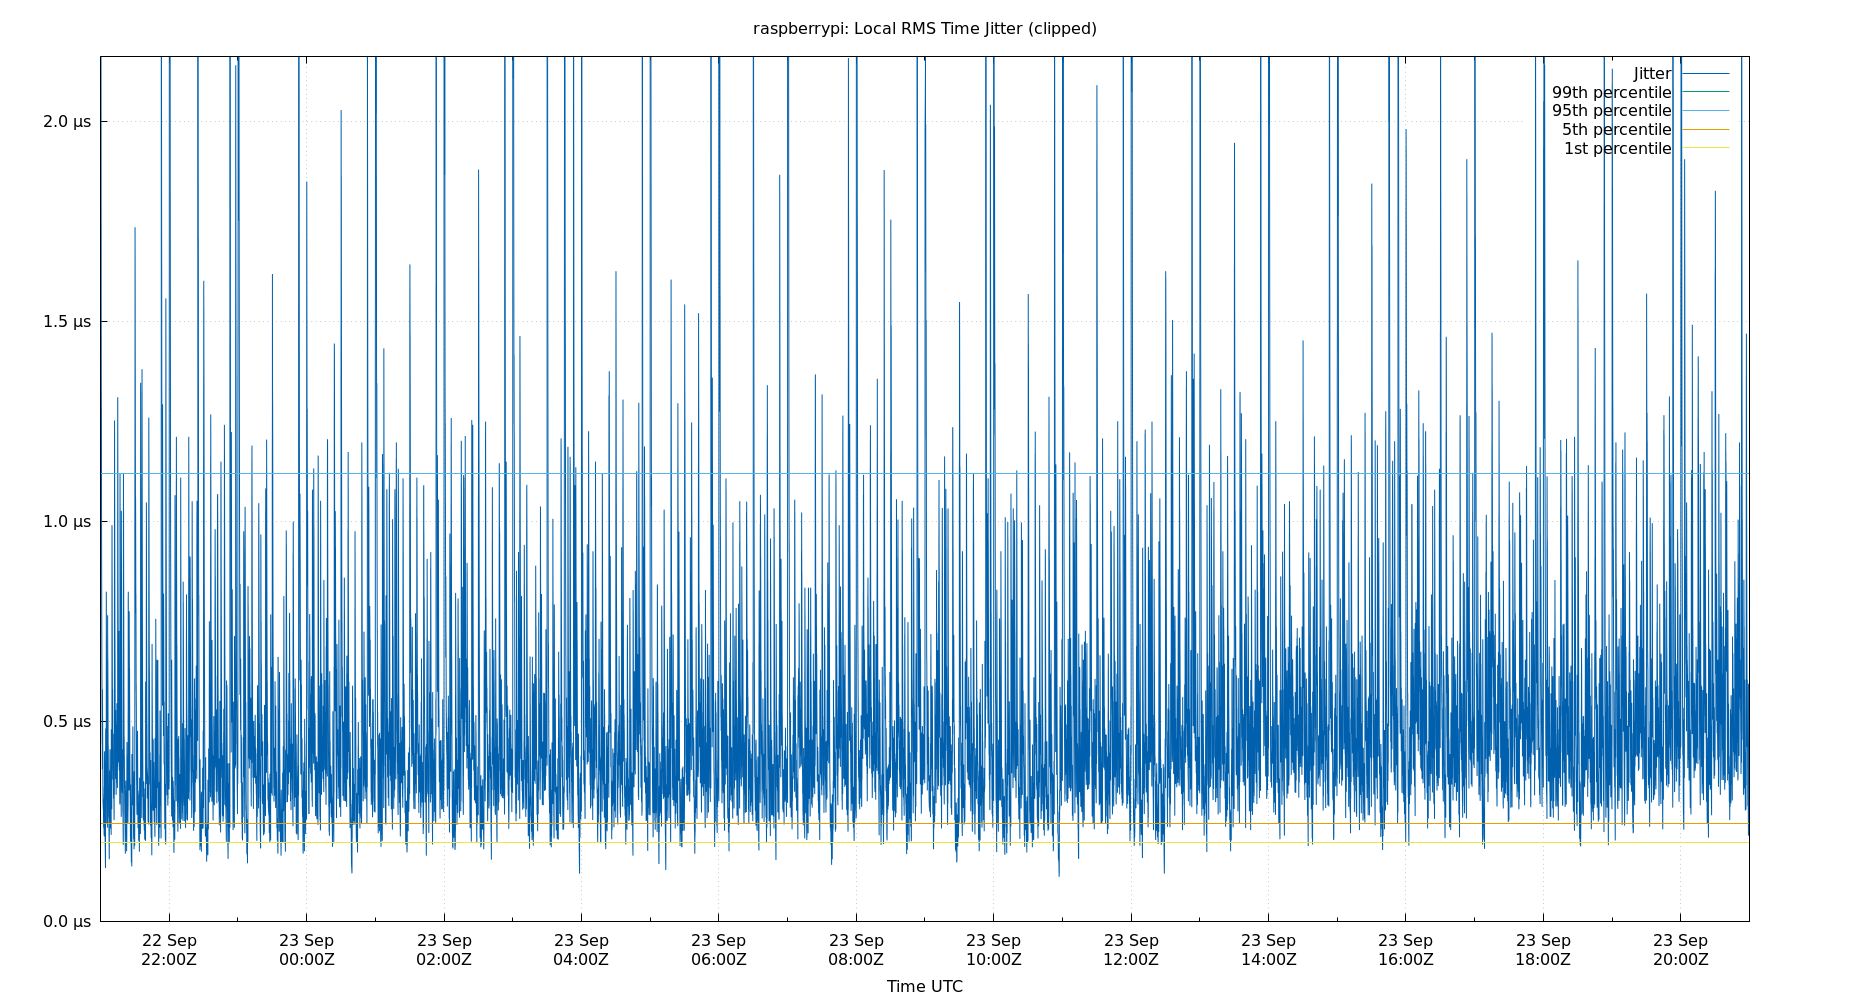 raspberrypi: Local RMS Time Jitter (clipped)
Jitter
99th percentile
95th percentile
5th percentile
1st percentile
2.0 µs
1.5 µs
1.0 µs
0.5 µs
0.0 µs
22 Sep 23 Sep 23 Sep 23 Sep 23 Sep 23 Sep 23 Sep 23 Sep 23 Sep 23 Sep 23 Sep 23 Sep
22:00Z 00:00Z 02:00Z 04:00Z 06:00Z 08:00Z 10:00Z 12:00Z 14:00Z 16:00Z 18:00Z 20:00Z
Time UTC